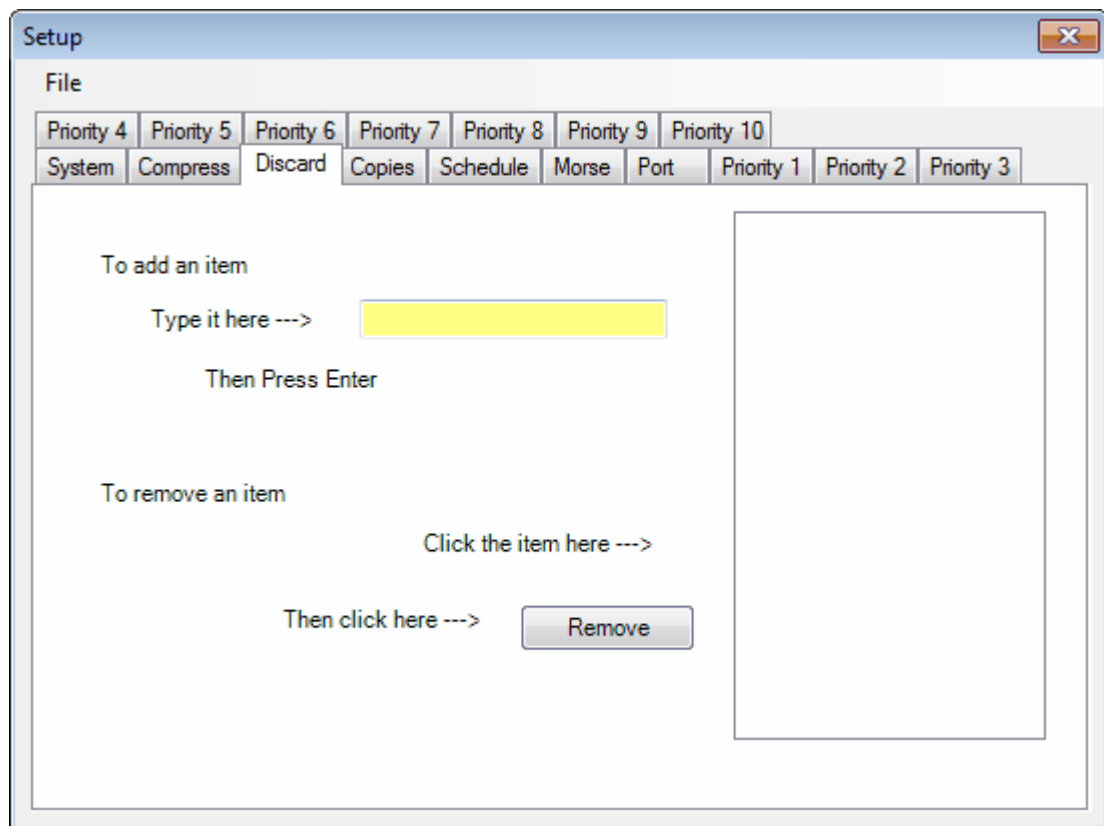 Setup
File
Priority 4 Priority 5 Priority 6 Priority 7 Priority 8 Priority 9 Priority 10
System Compress Discard Copies Schedule Morse Port Priority 1 Priority 2 Priority 3
To add an item
Type it here --->
Then Press Enter
To remove an item
Click the item here --->
Then click here ---> Remove